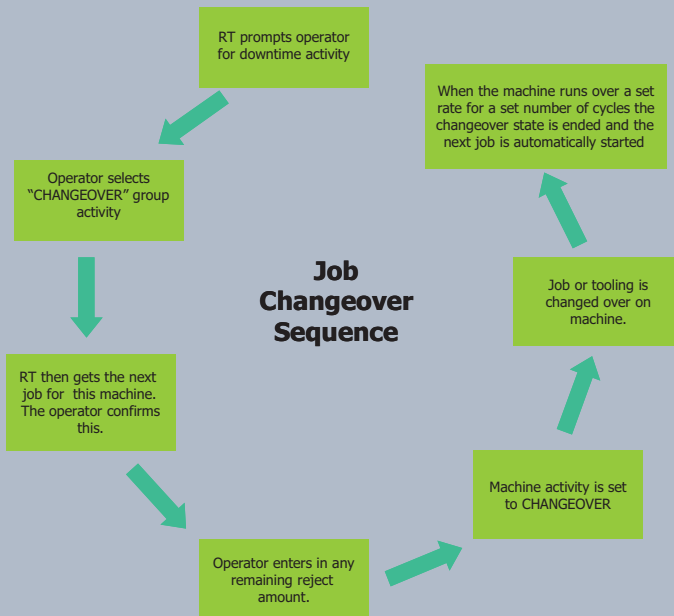 RT prompts operator
for downtime activity
Operator selects
“CHANGEOVER” group
activity
RT then gets the next
job for this machine.
The operator confirms
this.
Operator enters in any
remaining reject
amount.
Machine activity is set
to CHANGEOVER
Job or tooling is
changed over on
machine.
When the machine runs over a set
rate for a set number of cycles the
changeover state is ended and the
next job is automatically started
Job
Changeover
Sequence